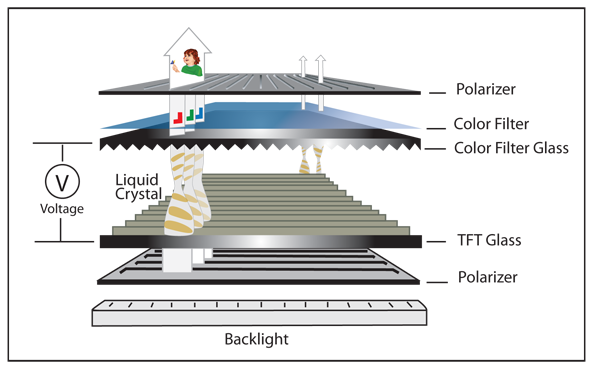 Polarizer
Color Filter
Color Filter Glass
Liquid
Crystal
V
Voltage
TFT Glass
Polarizer
Backlight